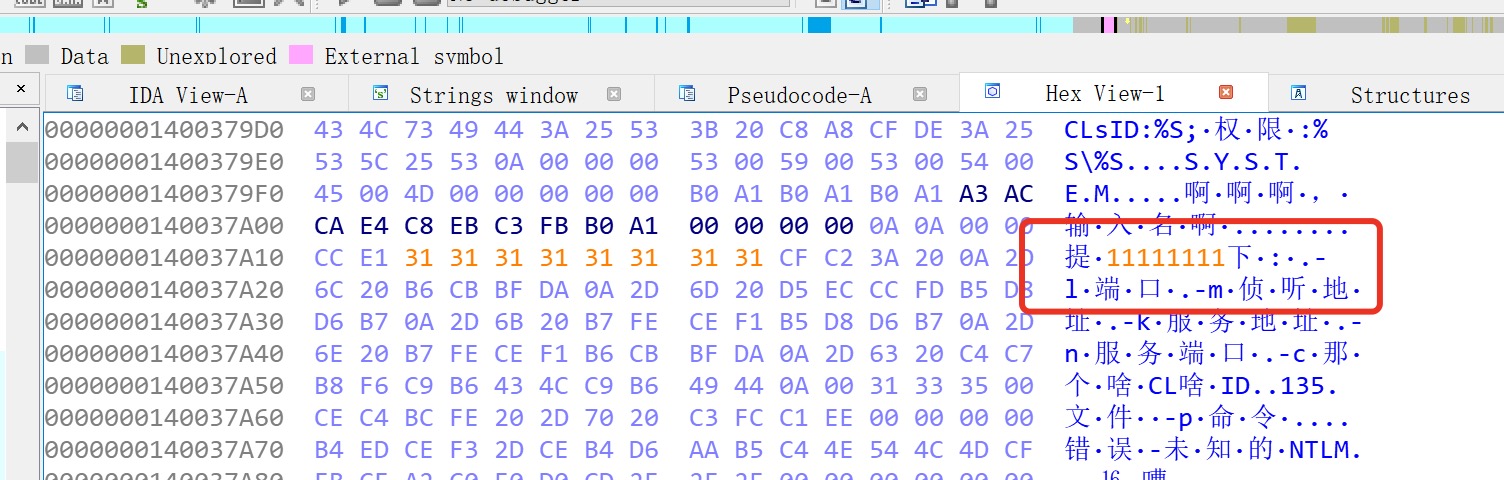 Data Unexplored External symbol
IDA View-A Strings window Pseudocode-A Hex View-1 Structures
00000001400379D0 43 4C 73 49 44 3A 25 53 3B 20 C8 A8 CF DE 3A 25 CLsID:%S;·权·限·:%
00000001400379E0 53 5C 25 53 0A 00 00 00 53 00 59 00 53 00 54 00 S\%S....S.Y.S.T.
00000001400379F0 45 00 4D 00 00 00 00 00 B0 A1 B0 A1 B0 A1 A3 AC E.M.....啊·啊·啊·，·
0000000140037A00 CA E4 C8 EB C3 FB B0 A1 00 00 00 00 0A 0A 00 00 输·入·名·啊·........
0000000140037A10 CC E1 31 31 31 31 31 31 31 31 CF C2 3A 20 0A 2D 提·11111111下·:·.-
0000000140037A20 6C 20 B6 CB BF DA 0A 2D 6D 20 D5 EC CC FD B5 D8 l·端·口·.-m·侦·听·地·
0000000140037A30 D6 B7 0A 2D 6B 20 B7 FE CE F1 B5 D8 D6 B7 0A 2D 址·.-k·服·务·地·址·.-
0000000140037A40 6E 20 B7 FE CE F1 B6 CB BF DA 0A 2D 63 20 C4 C7 n·服·务·端·口·.-c·那·
0000000140037A50 B8 F6 C9 B6 43 4C C9 B6 49 44 0A 00 31 33 35 00 个·啥·CL啥·ID..135.
0000000140037A60 CE C4 BC FE 20 2D 70 20 C3 FC C1 EE 00 00 00 00 文·件··-p·命·令·....
0000000140037A70 B4 ED CE F3 2D CE B4 D6 AA B5 C4 4E 54 4C 4D CF 错·误·-未·知·的·NTLM.